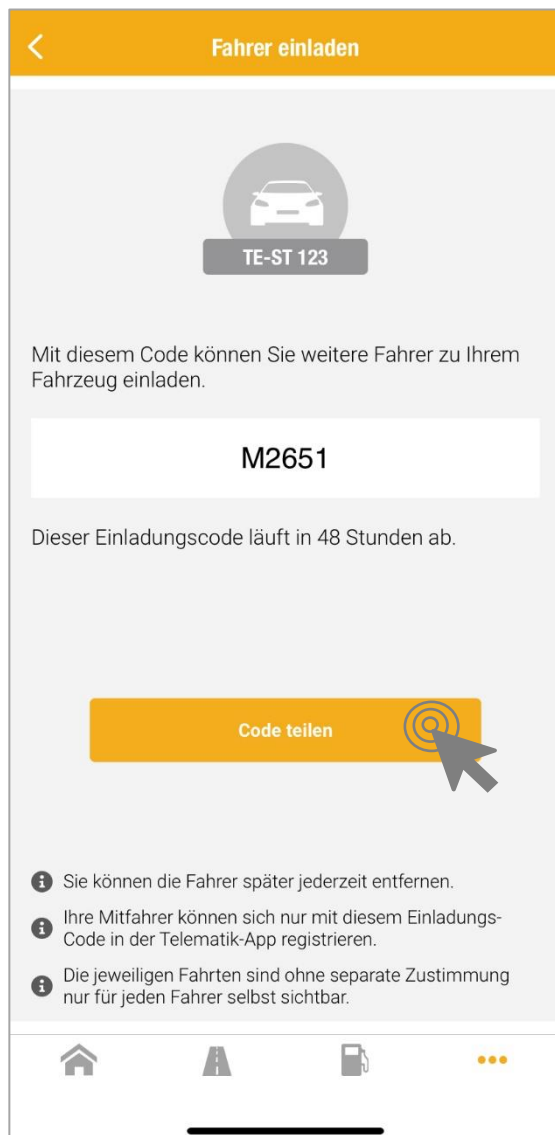 Fahrer einladen
TE-ST 123
Mit diesem Code können Sie weitere Fahrer zu Ihrem
Fahrzeug einladen.
M2651
Dieser Einladungscode läuft in 48 Stunden ab.
Code teilen
Sie können die Fahrer später jederzeit entfernen.
Ihre Mitfahrer können sich nur mit diesem Einladungs-
Code in der Telematik-App registrieren.
Die jeweiligen Fahrten sind ohne separate Zustimmung
nur für jeden Fahrer selbst sichtbar.